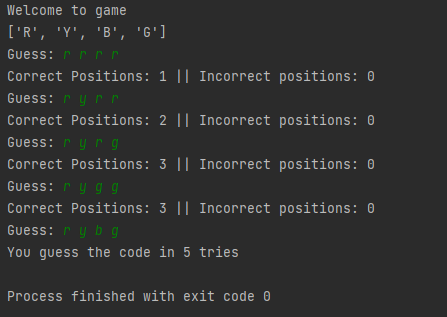 Welcome to game
['R', 'Y', 'B', 'G']
Guess: r r r r
Correct Positions: 1 || Incorrect positions: 0
Guess: r y r r
Correct Positions: 2 || Incorrect positions: 0
Guess: r y r g
Correct Positions: 3 || Incorrect positions: 0
Guess: r y g g
Correct Positions: 3 || Incorrect positions: 0
Guess: r y b g
You guess the code in 5 tries
Process finished with exit code 0